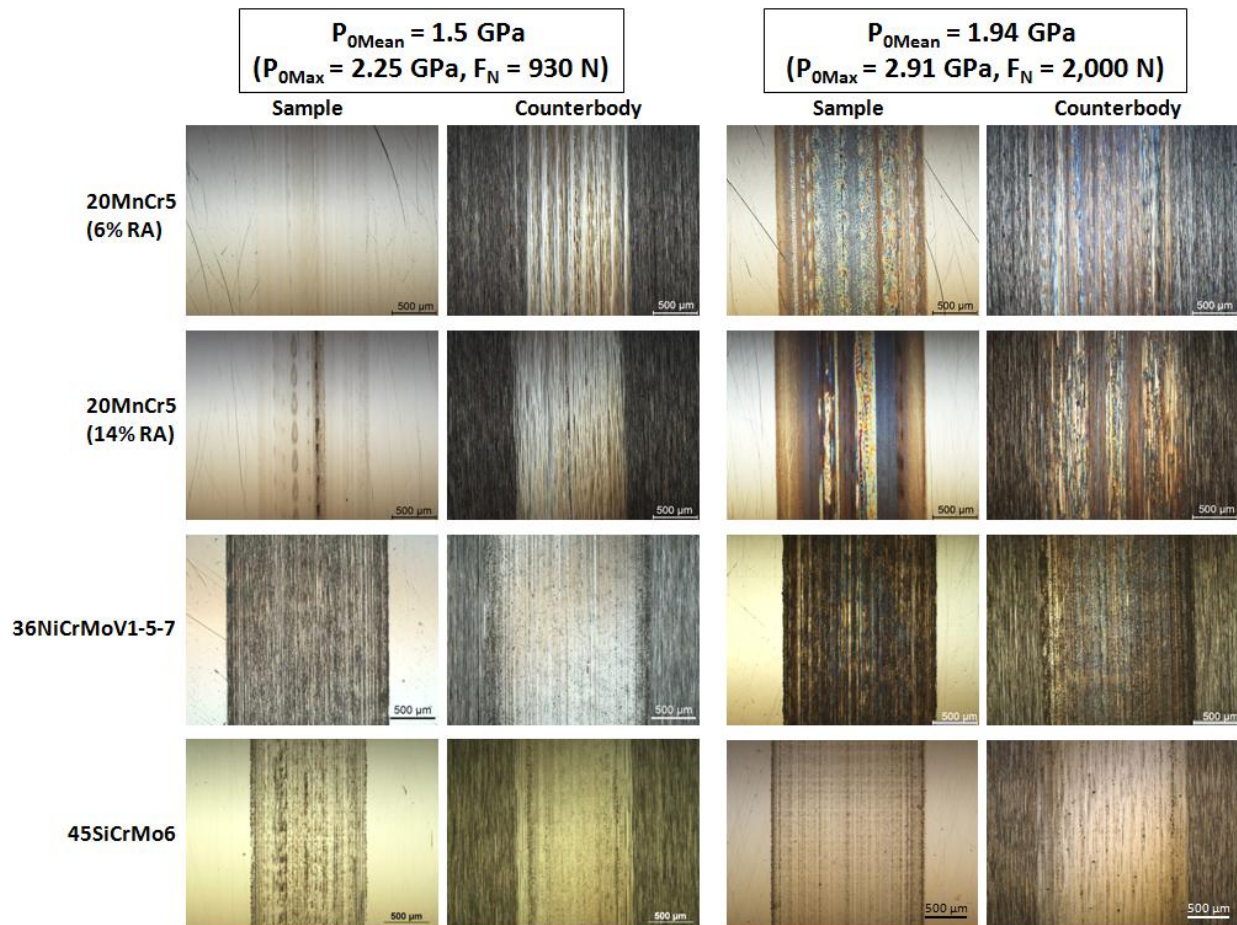 P0Mean = 1.5 GPa
(P0Max = 2.25 GPa, FN = 930 N)
P0Mean = 1.94 GPa
(P0Max = 2.91 GPa, FN = 2,000 N)
Sample Counterbody Sample Counterbody
20MnCr5
(6% RA)
500 µm 500 µm 500 µm 500 µm
20MnCr5
(14% RA)
500 µm 500 µm 500 µm 500 µm
36NiCrMoV1-5-7
500 µm 500 µm 500 µm 500 µm
45SiCrMo6
500 µm 500 µm 500 µm 500 µm